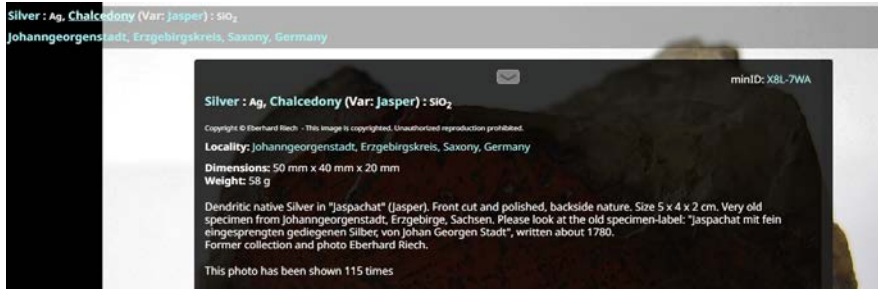 Silver : Ag, Chalcedony (Var: Jasper) : SiO₂
Johanngeorgenstadt, Erzgebirgskreis, Saxony, Germany
minID: X8L-7WA
Silver : Ag, Chalcedony (Var: Jasper) : SiO₂
Copyright © Eberhard Riech - This image is copyrighted. Unauthorized reproduction prohibited.
Locality: Johanngeorgenstadt, Erzgebirgskreis, Saxony, Germany
Dimensions: 50 mm x 40 mm x 20 mm
Weight: 58 g
Dendritic native Silver in "Jaspachat" (Jasper). Front cut and polished, backside nature. Size 5 x 4 x 2 cm. Very old
specimen from Johanngeorgenstadt, Erzgebirge, Sachsen. Please look at the old specimen-label: "Jaspachat mit fein
eingesprengten gediegenen Silber, von Johan Georgen Stadt", written about 1780.
Former collection and photo Eberhard Riech.
This photo has been shown 115 times